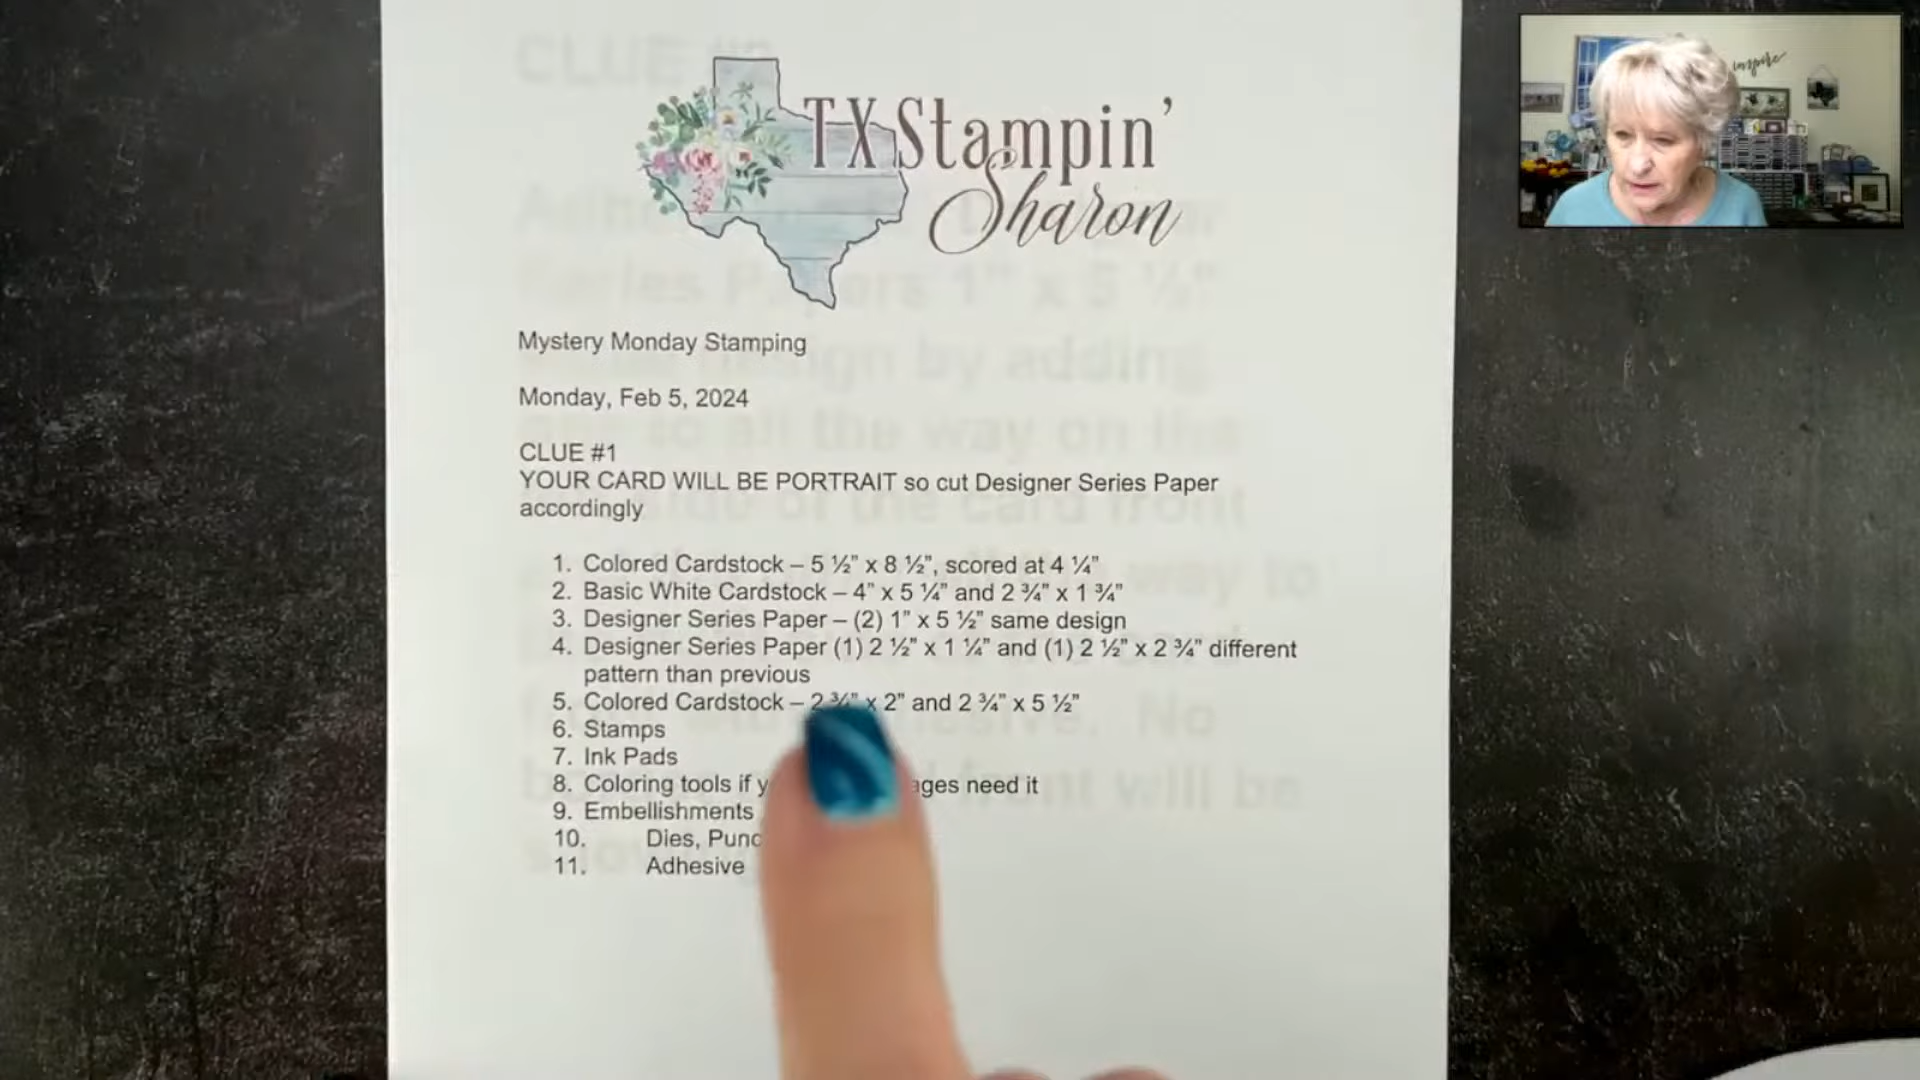 TX Stampin'
Sharon
inspire
CLUE #2
Mystery Monday Stamping
Monday, Feb 5, 2024
CLUE #1
YOUR CARD WILL BE PORTRAIT so cut Designer Series Paper
accordingly
1. Colored Cardstock – 5 ½” x 8 ½”, scored at 4 ¼”
2. Basic White Cardstock – 4” x 5 ¼” and 2 ¾” x 1 ¾”
3. Designer Series Paper – (2) 1” x 5 ½” same design
4. Designer Series Paper (1) 2 ½” x 1 ¼” and (1) 2 ½” x 2 ¾” different
pattern than previous
5. Colored Cardstock – 2 ¾” x 2” and 2 ¾” x 5 ½”
6. Stamps
7. Ink Pads
8. Coloring tools if need it
9. Embellishments
10. Dies,
11. Adhesive